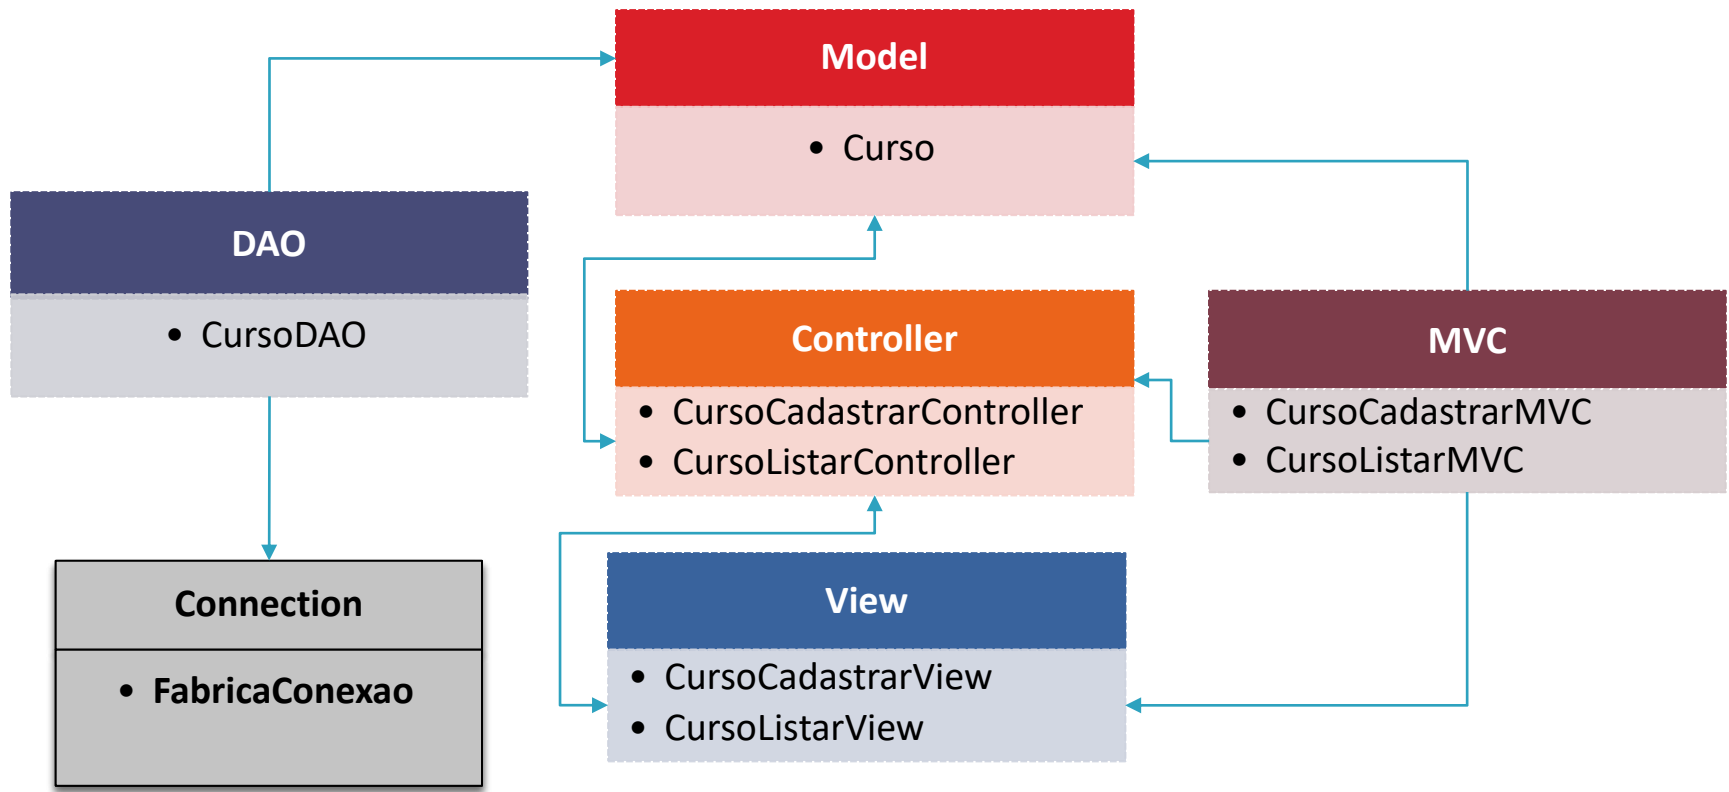 Model
• Curso
DAO
• CursoDAO
Controller
• CursoCadastrarController
• CursoListarController
MVC
• CursoCadastrarMVC
• CursoListarMVC
Connection
• FabricaConexao
View
• CursoCadastrarView
• CursoListarView